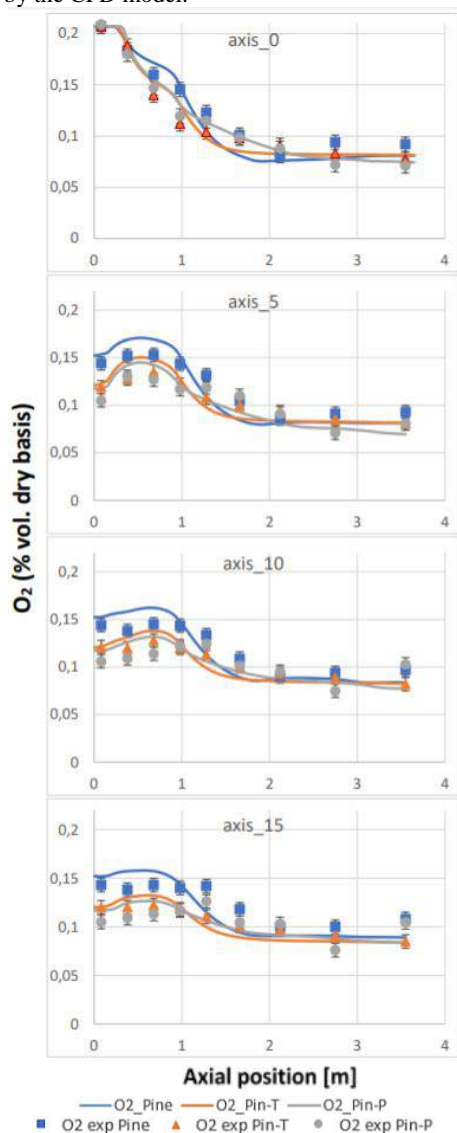 by the CFD model.
axis_0
0,2
0,15
0,1
0,05
0
0 1 2 3 4
axis_5
0,2
0,15
0,1
0,05
0
0 1 2 3 4
axis_10
0,2
0,15
0,1
0,05
0
0 1 2 3 4
axis_15
0,2
0,15
0,1
0,05
0
0 1 2 3 4
O₂ (% vol. dry basis)
Axial position [m]
O2_Pine O2_Pin-T O2_Pin-P
O2 exp Pine O2 exp Pin-T O2 exp Pin-P